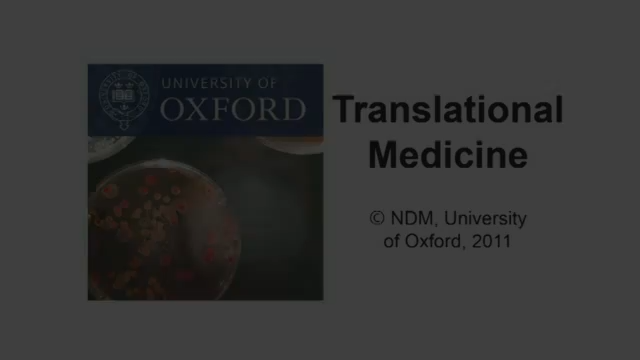 UNIVERSITY OF
OXFORD
Translational
Medicine
© NDM, University
of Oxford, 2011